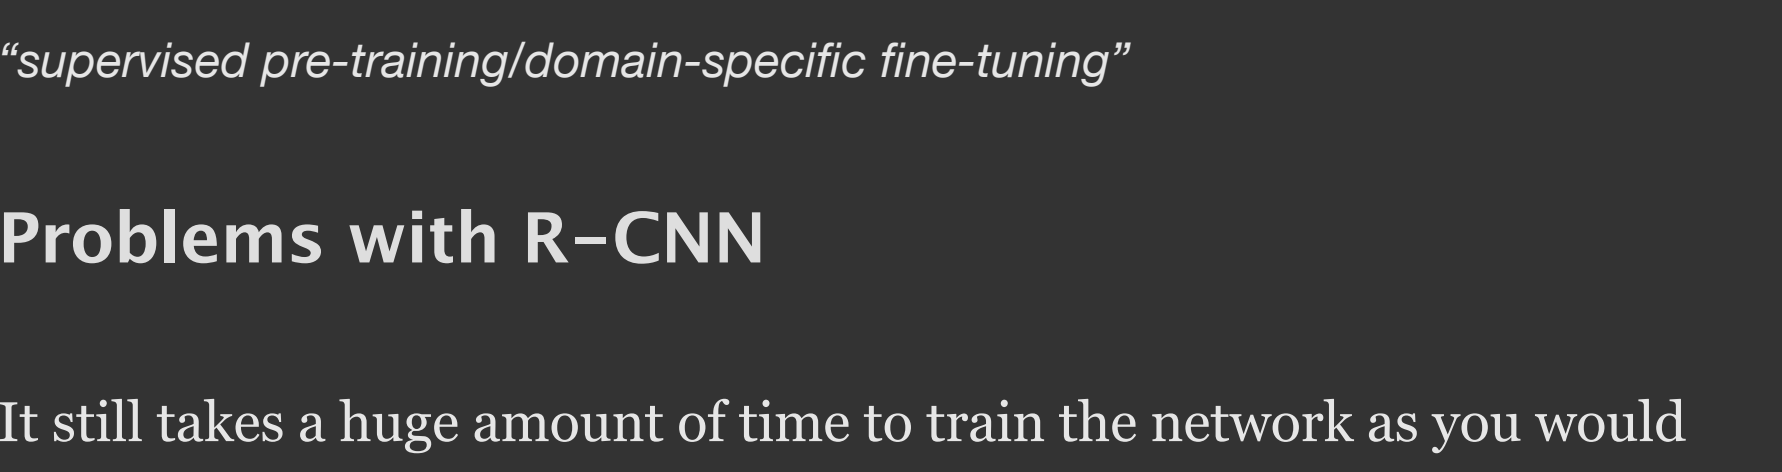 “supervised pre-training/domain-specific fine-tuning”
Problems with R-CNN
It still takes a huge amount of time to train the network as you would